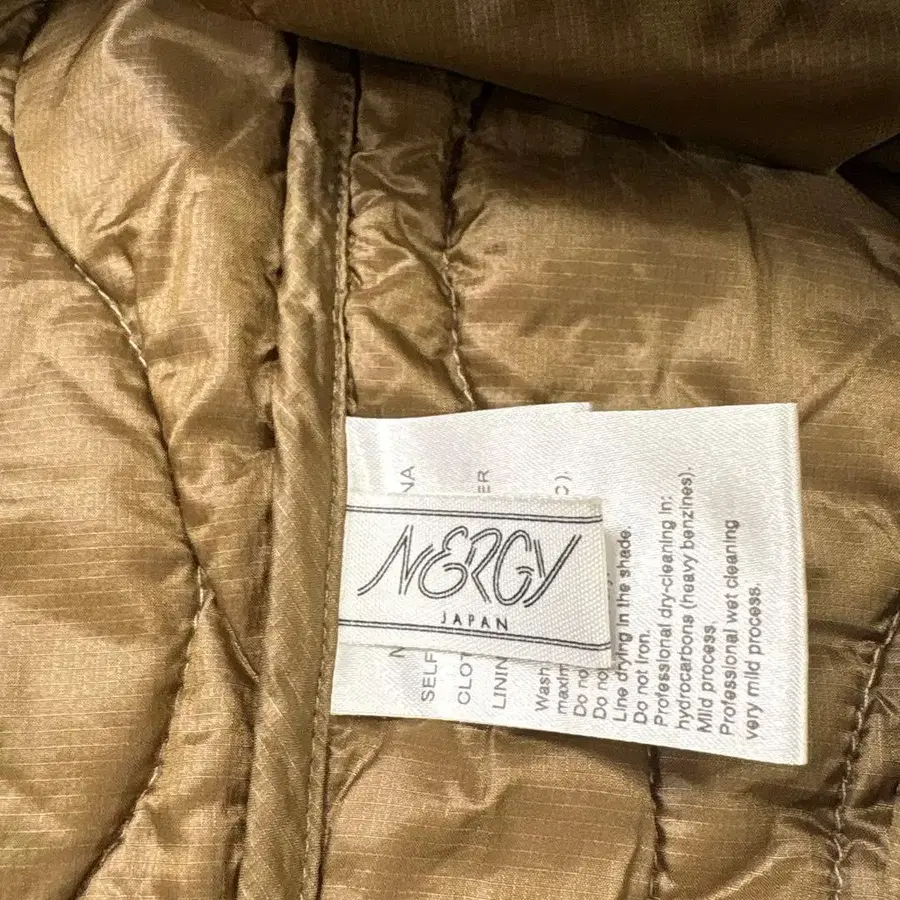 NERGY
JAPAN
SELF
CLOT
LININ
Wash
maxim
Do no
Do no
Line drying in the shade.
Do not iron.
Professional dry-cleaning in:
hydrocarbons (heavy benzines).
Mild process.
Professional wet cleaning
very mild process.